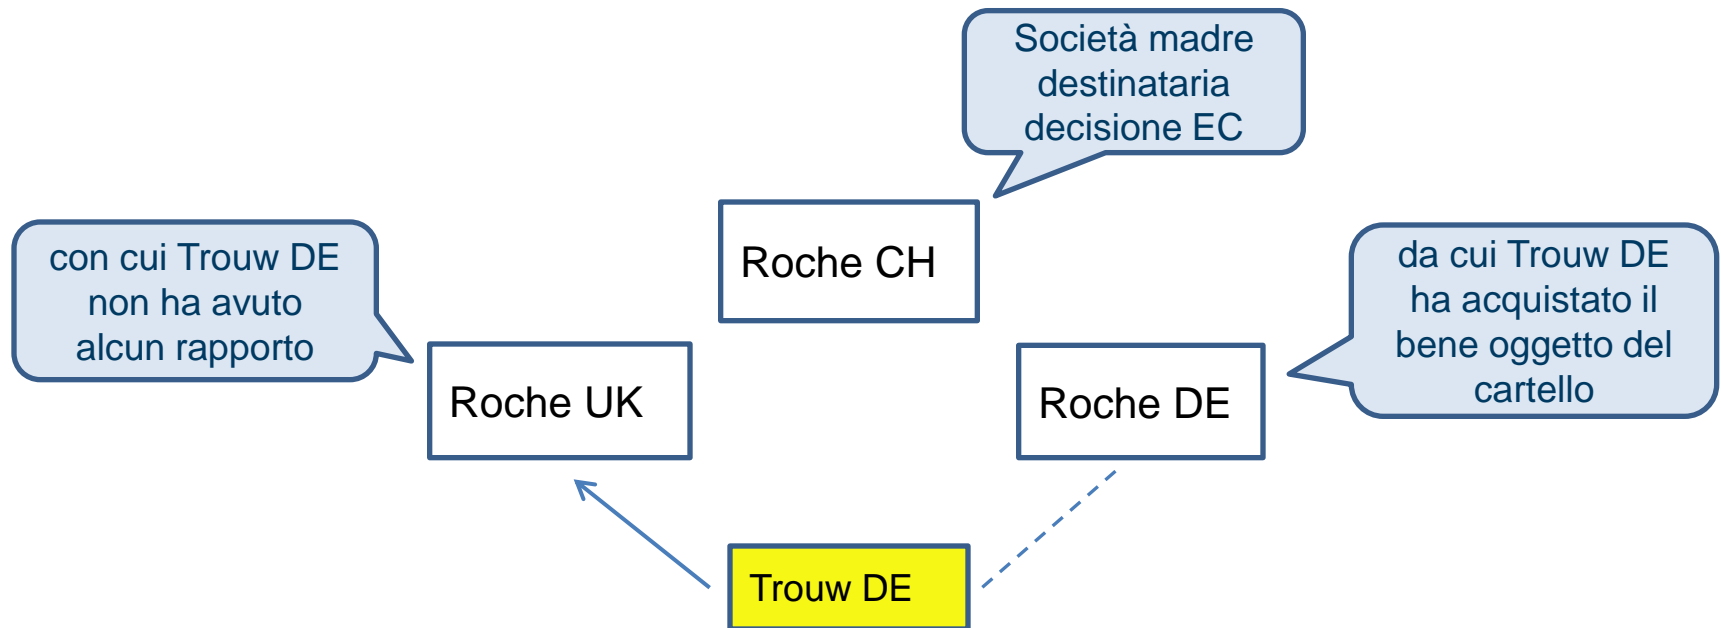 Società madre
destinataria
decisione EC
Roche CH
con cui Trouw DE
non ha avuto
alcun rapporto
da cui Trouw DE
ha acquistato il
bene oggetto del
cartello
Roche UK
Roche DE
Trouw DE